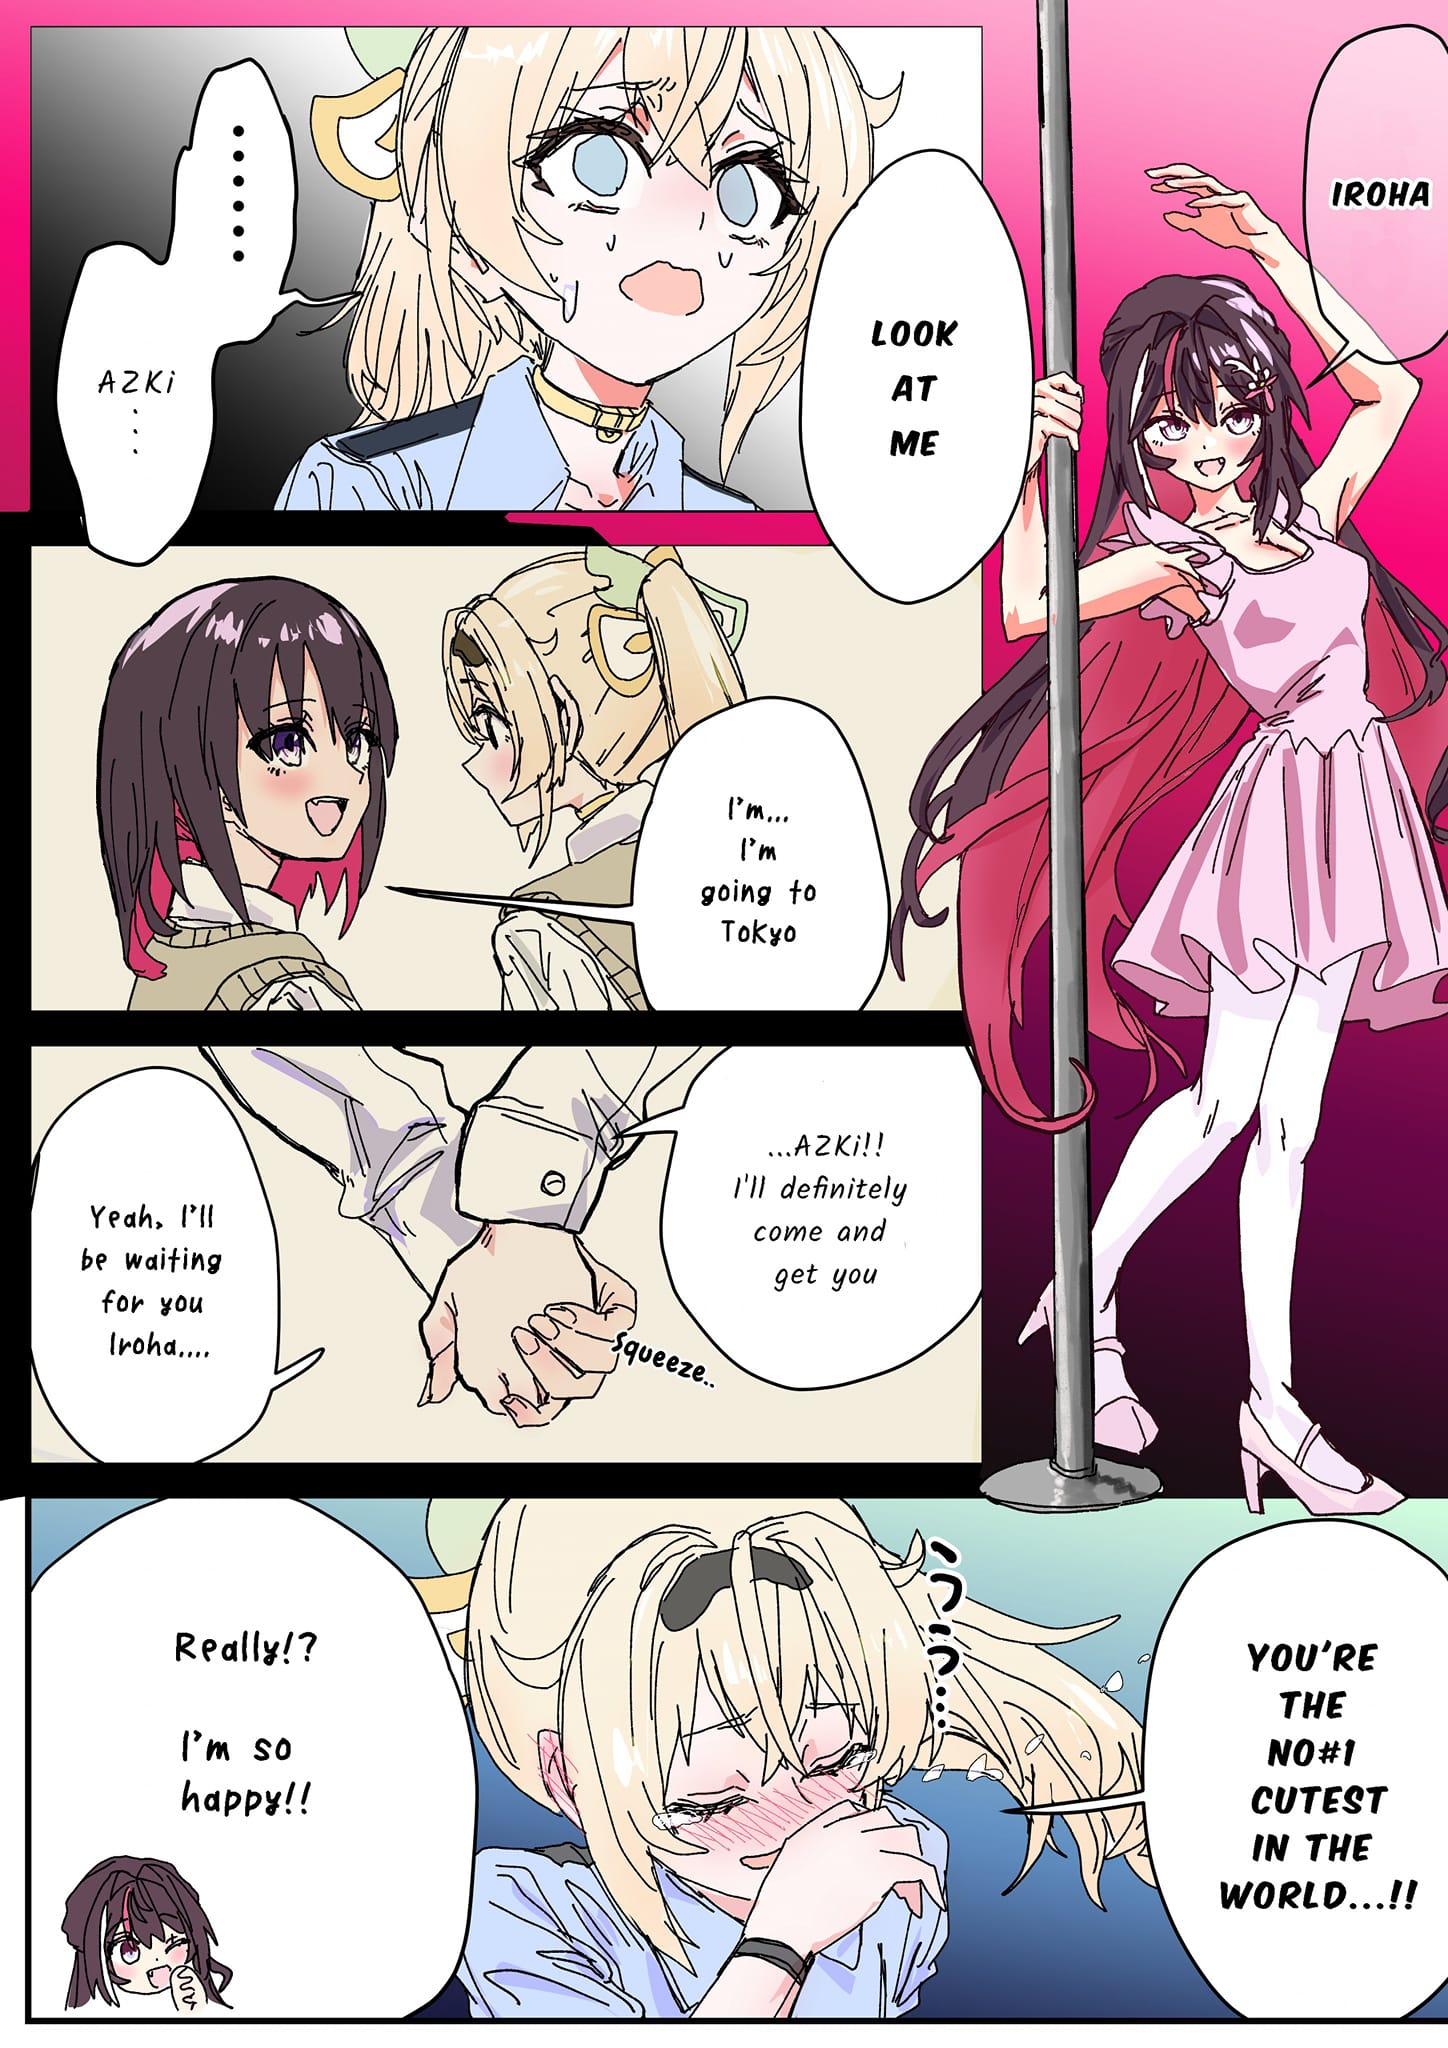 IROHA
LOOK
AT
ME
......
AZKi
...
I'm...
I'm
going to
Tokyo
...AZKi!!
I'll definitely
come and
get you
Squeeze..
Yeah, I'll
be waiting
for you
Iroha....
うぅぅ...
YOU'RE
THE
NO#1
CUTEST
IN THE
WORLD...!!
Really!?
I'm so
happy!!